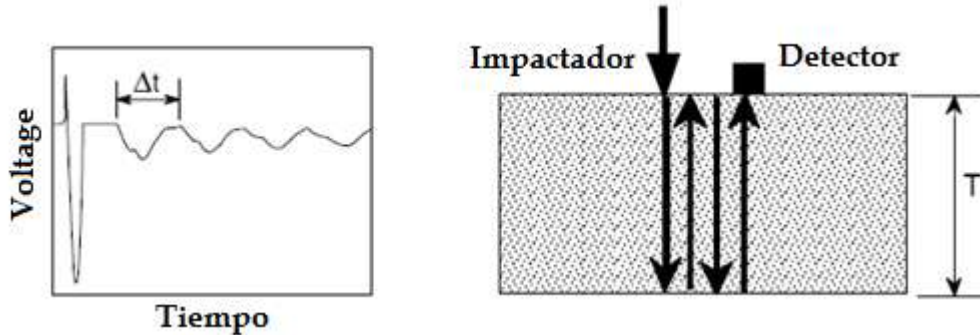 Δt
Voltage
Tiempo
Impactador
Detector
T